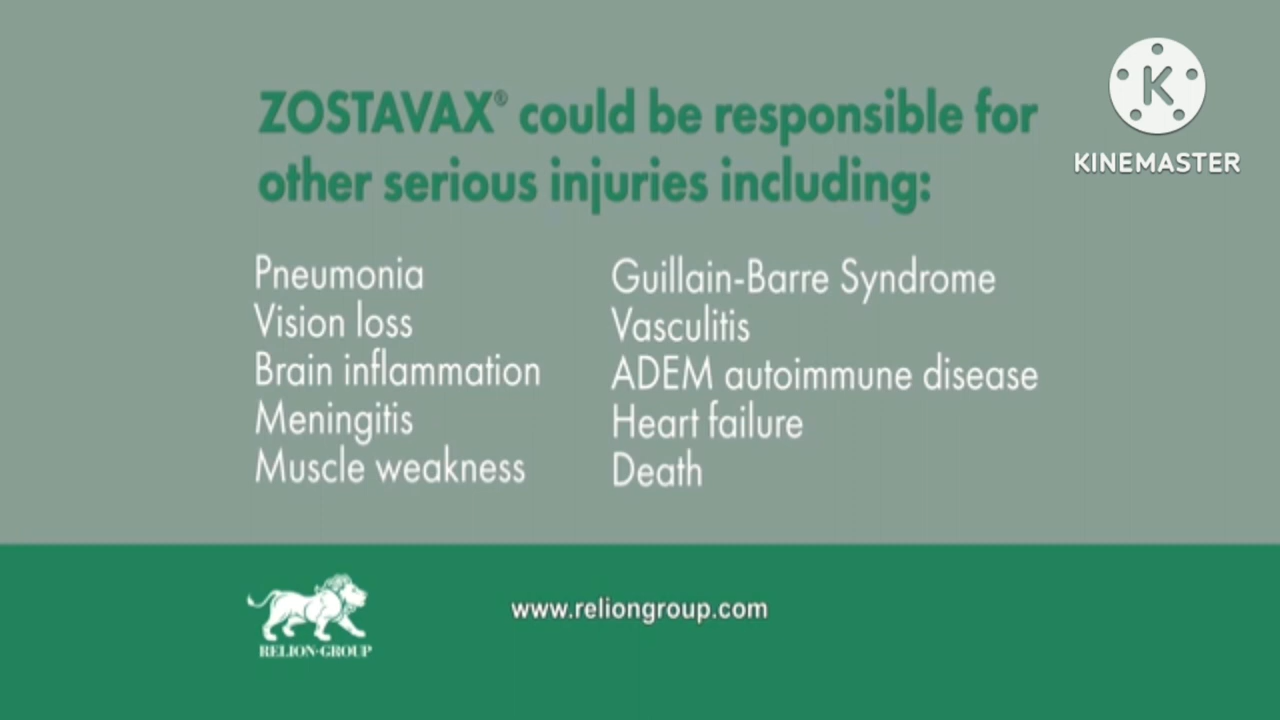 ZOSTAVAX® could be responsible for
other serious injuries including:
KINEMASTER
Pneumonia
Vision loss
Brain inflammation
Meningitis
Muscle weakness
Guillain-Barre Syndrome
Vasculitis
ADEM autoimmune disease
Heart failure
Death
RELION·GROUP
www.reliongroup.com